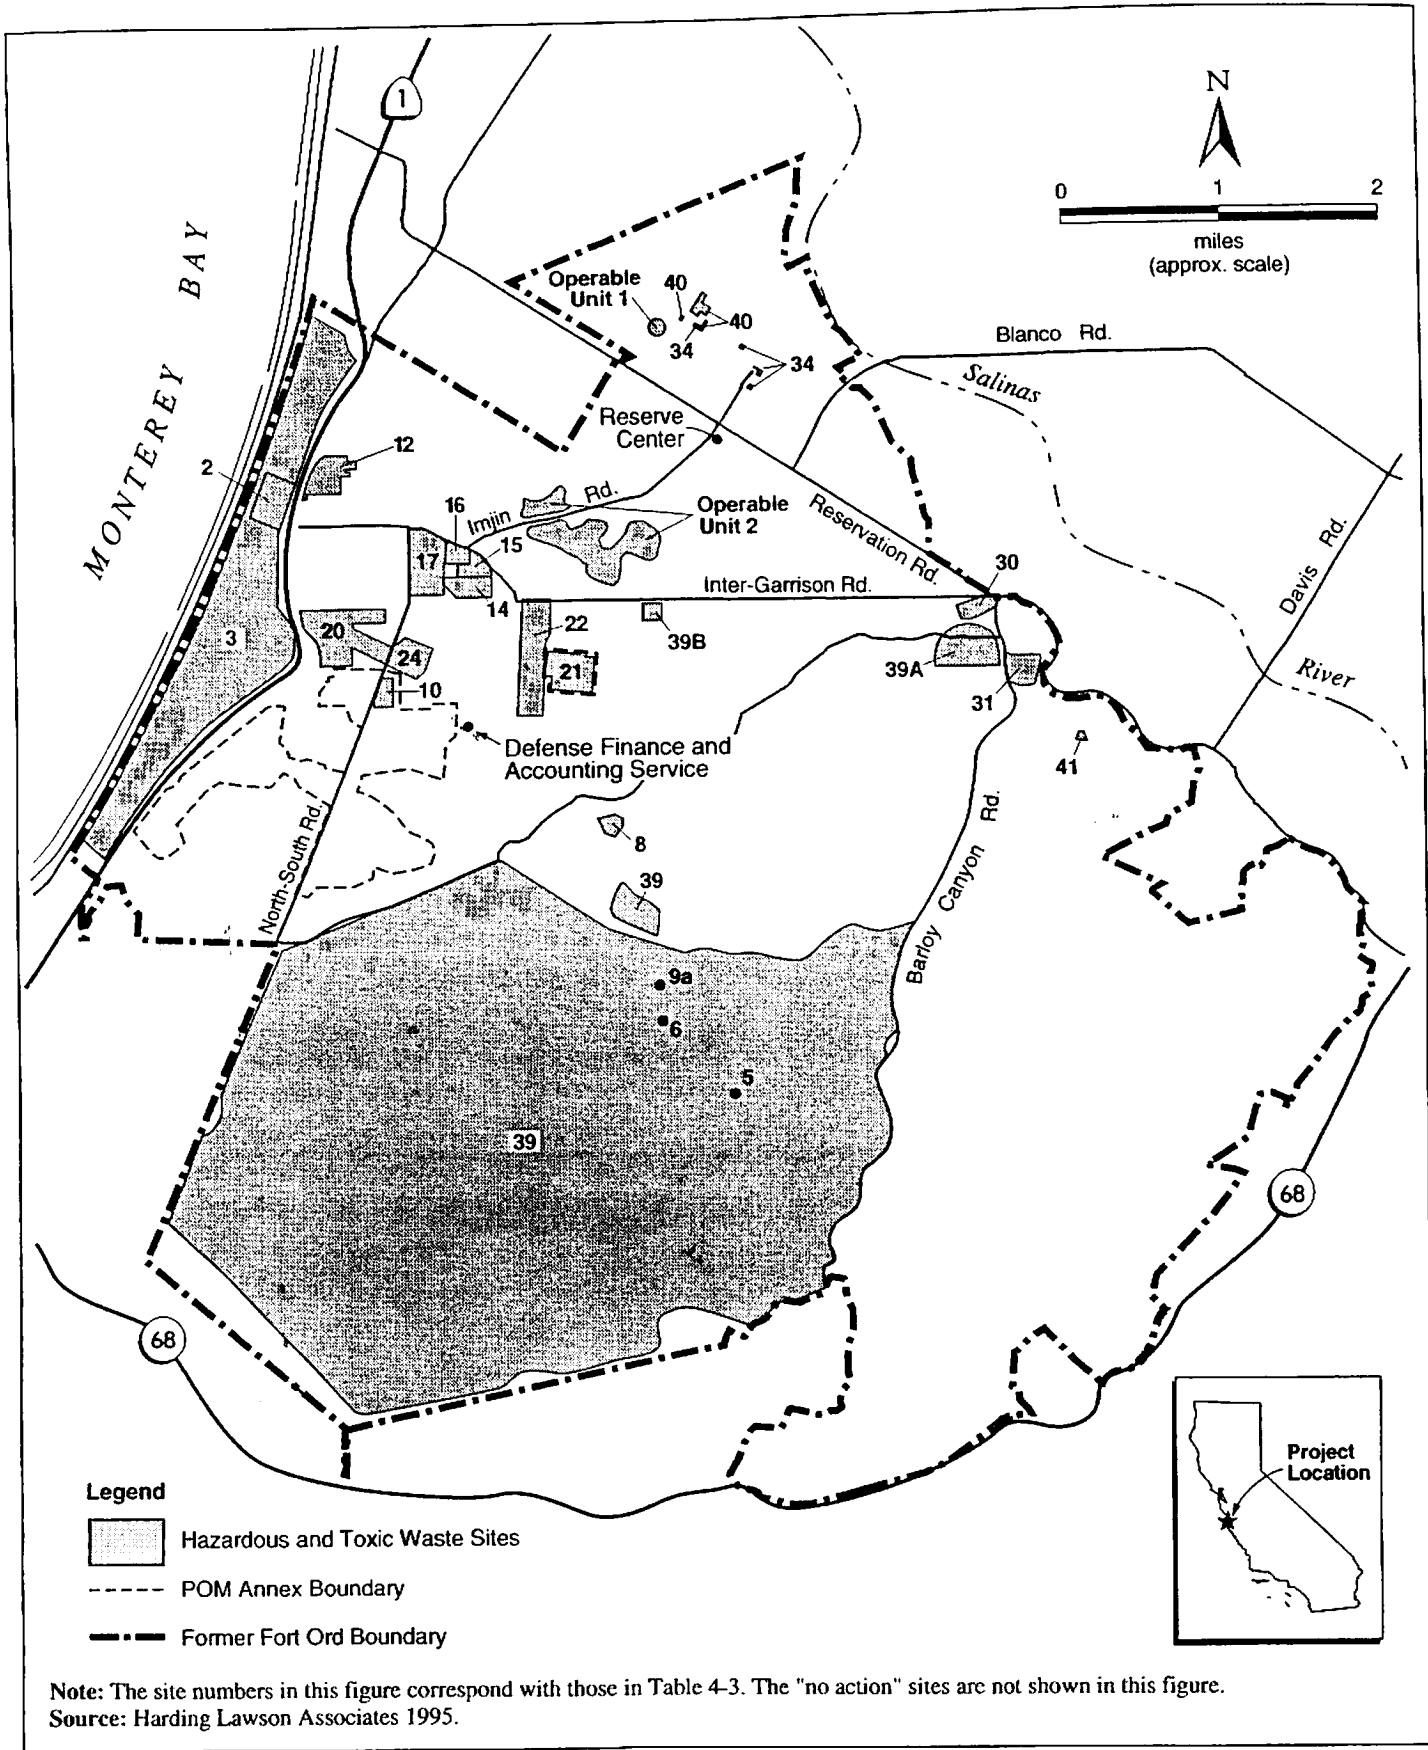 1
N
0 1 2
miles
(approx. scale)
MONTEREY BAY
Operable
Unit 1
40
40
34
34
Blanco Rd.
Salinas
Reserve
Center
12
2
16
Imjin Rd.
Operable
Unit 2
Reservation Rd.
Davis Rd.
17
15
14
30
Inter-Garrison Rd.
3
20
22
39B
24
21
39A
10
31
River
Defense Finance and
Accounting Service
41
North-South Rd.
8
39
Barloy Canyon Rd.
9a
6
5
39
68
68
Project
Location
Legend
Hazardous and Toxic Waste Sites
POM Annex Boundary
Former Fort Ord Boundary
Note: The site numbers in this figure correspond with those in Table 4-3. The "no action" sites are not shown in this figure.
Source: Harding Lawson Associates 1995.